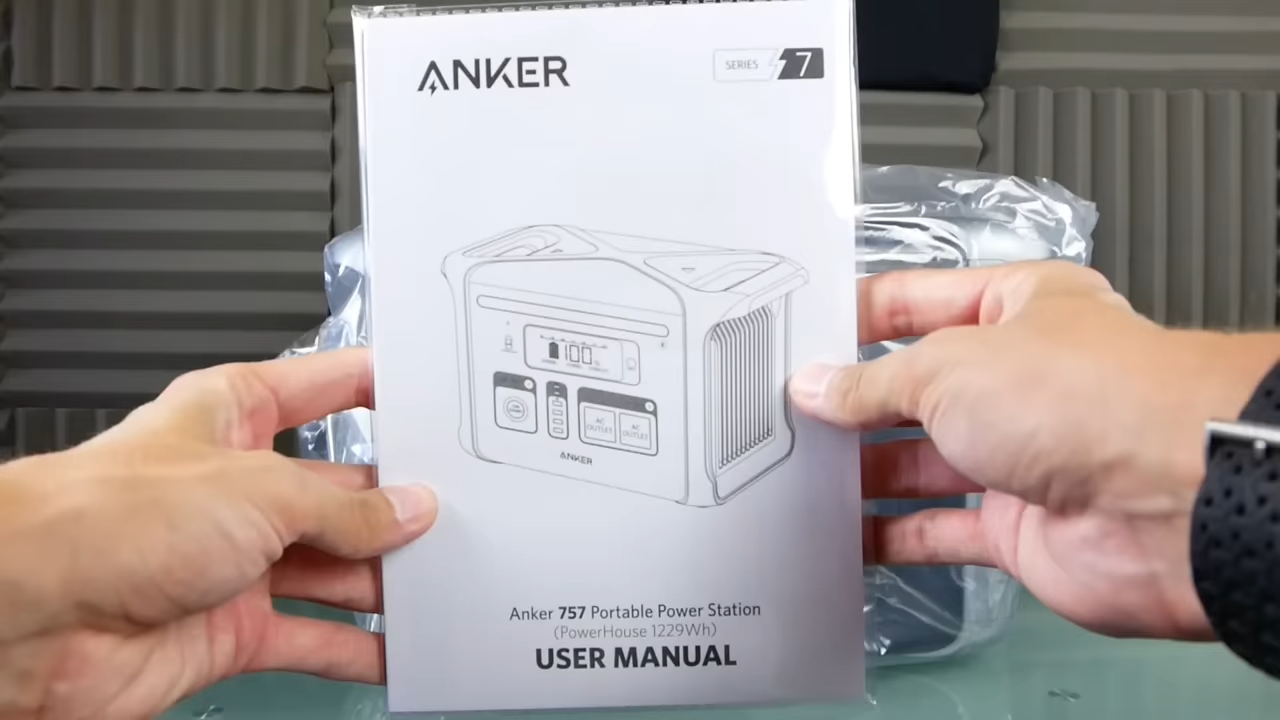 ANKER
SERIES 7
100 %
AC
OUTLET
AC
OUTLET
ANKER
Anker 757 Portable Power Station
(PowerHouse 1229Wh)
USER MANUAL